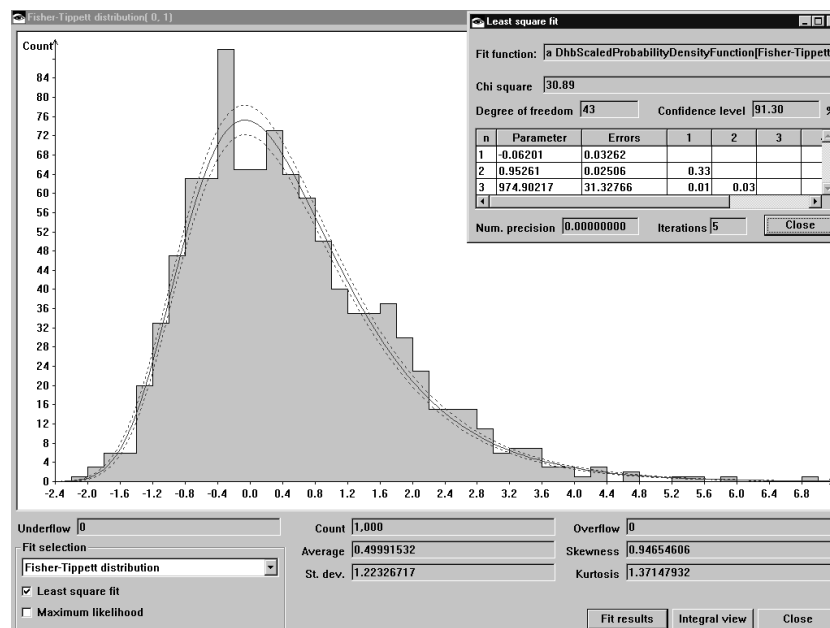 Fisher-Tippett distribution( 0, 1)
Count
84
80
76
72
68
64
60
56
52
48
44
40
36
32
28
24
20
16
12
8
4
0
-2.4 -2.0 -1.6 -1.2 -0.8 -0.4 0.0 0.4 0.8 1.2 1.6 2.0 2.4 2.8 3.2 3.6 4.0 4.4 4.8 5.2 5.6 6.0 6.4 6.8
Least square fit
Fit function: a DhbScaledProbabilityDensityFunction[Fisher-Tippett
Chi square 30.89
Degree of freedom 43 Confidence level 91.30 %
n Parameter Errors 1 2 3
1 -0.06201 0.03262
2 0.95261 0.02506 0.33
3 974.90217 31.32766 0.01 0.03
Num. precision 0.00000000 Iterations 5 Close
Underflow 0 Count 1,000 Overflow 0
Fit selection Average 0.49991532 Skewness 0.94654606
Fisher-Tippett distribution St. dev. 1.22326717 Kurtosis 1.37147932
Least square fit
Maximum likelihood
Fit results Integral view Close